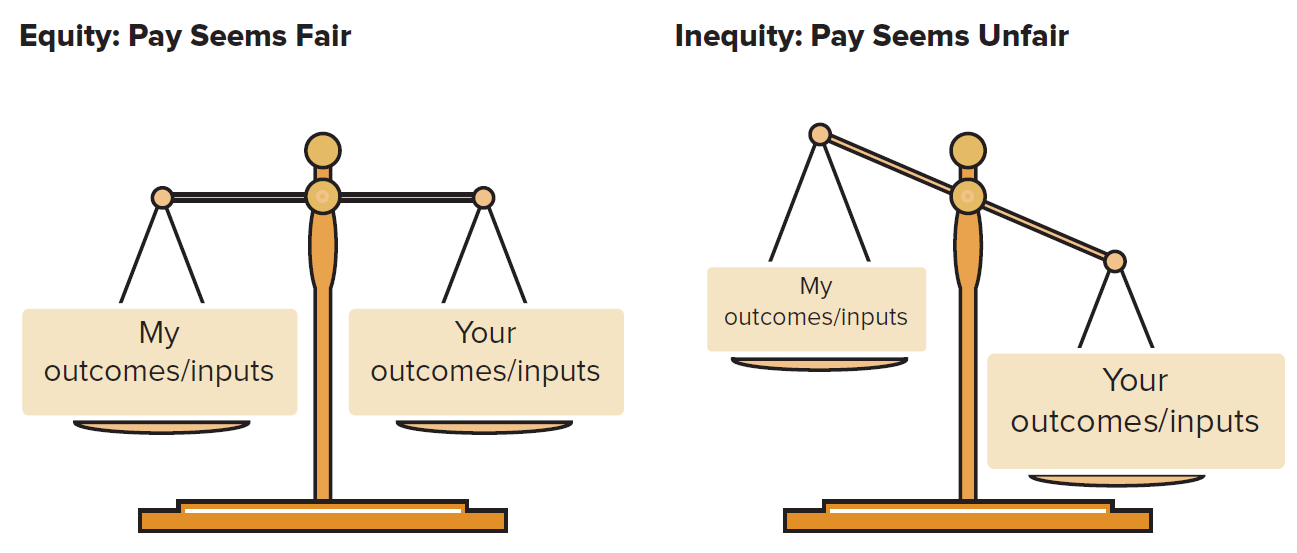 Equity: Pay Seems Fair
My
outcomes/inputs
Your
outcomes/inputs
Inequity: Pay Seems Unfair
My
outcomes/inputs
Your
outcomes/inputs